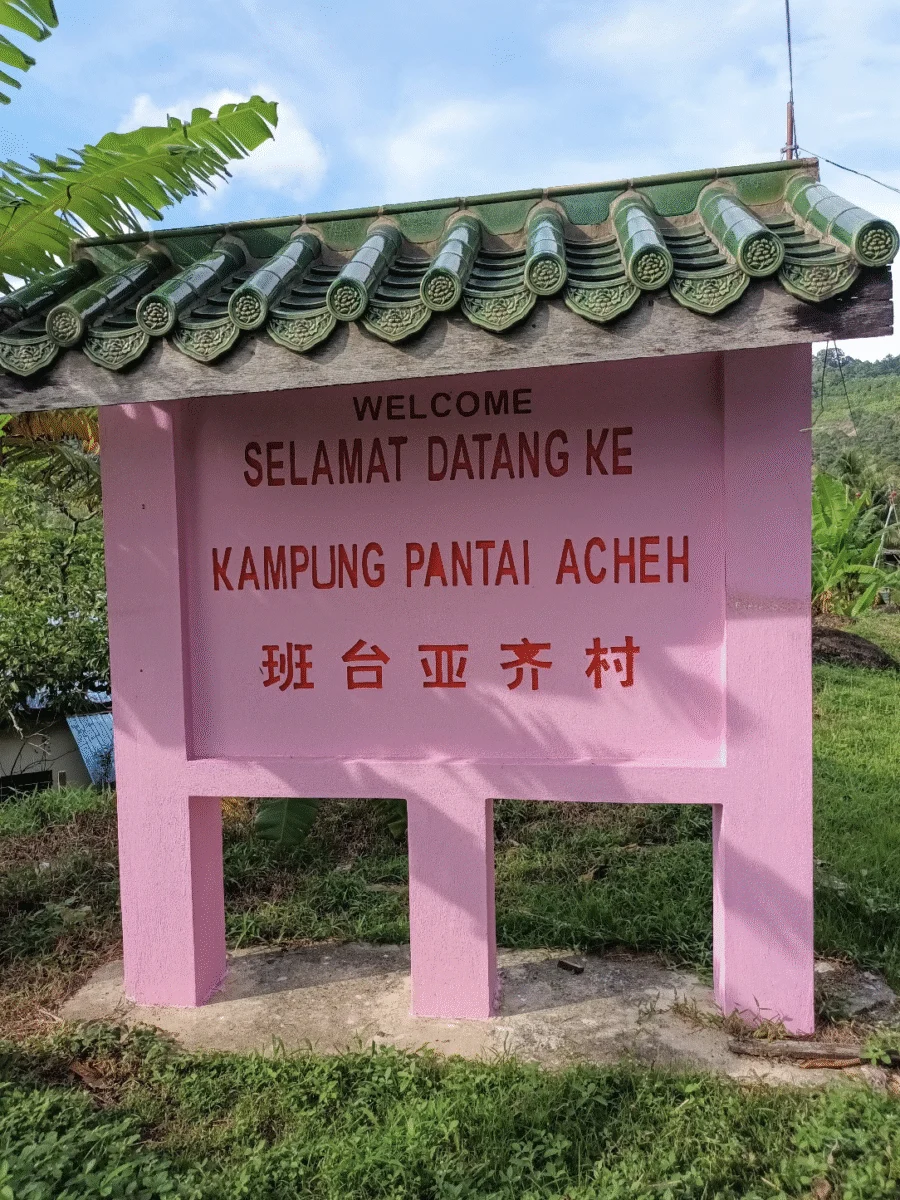 WELCOME
SELAMAT DATANG KE
KAMPUNG PANTAI ACHEH
班台亚齐村